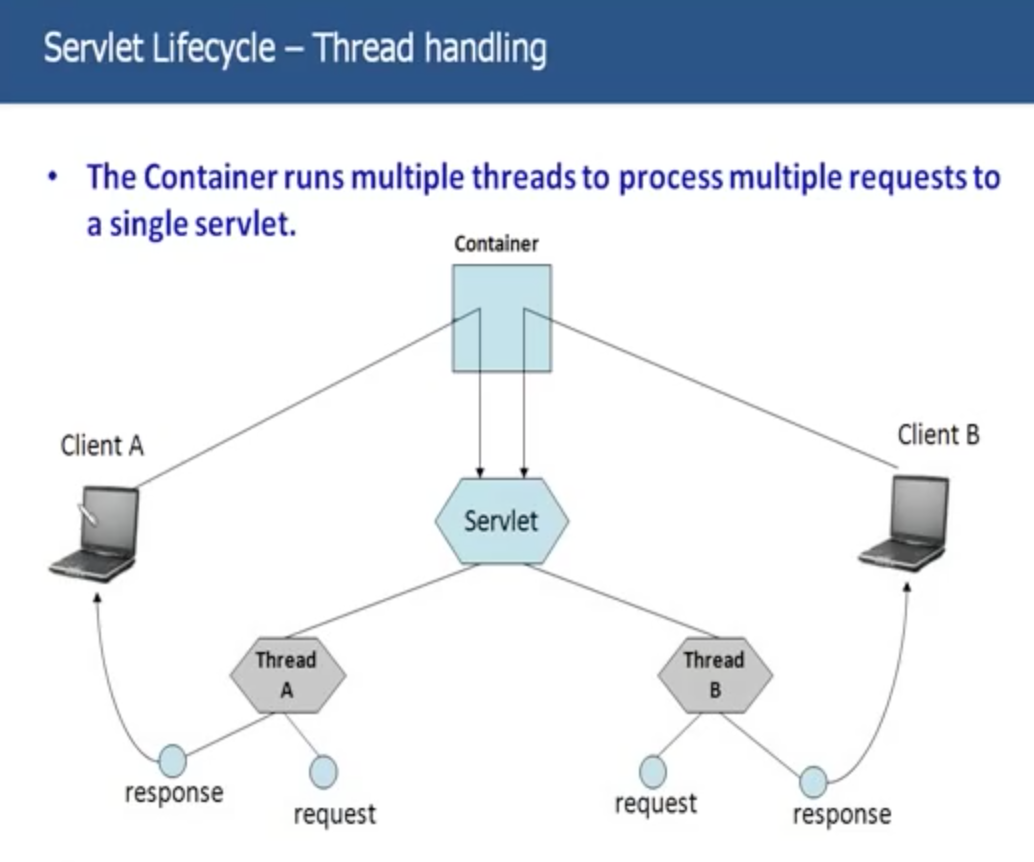 Servlet Lifecycle – Thread handling
• The Container runs multiple threads to process multiple requests to
a single servlet.
Container
Client A
Client B
Servlet
Thread
A
Thread
B
response
request
request
response